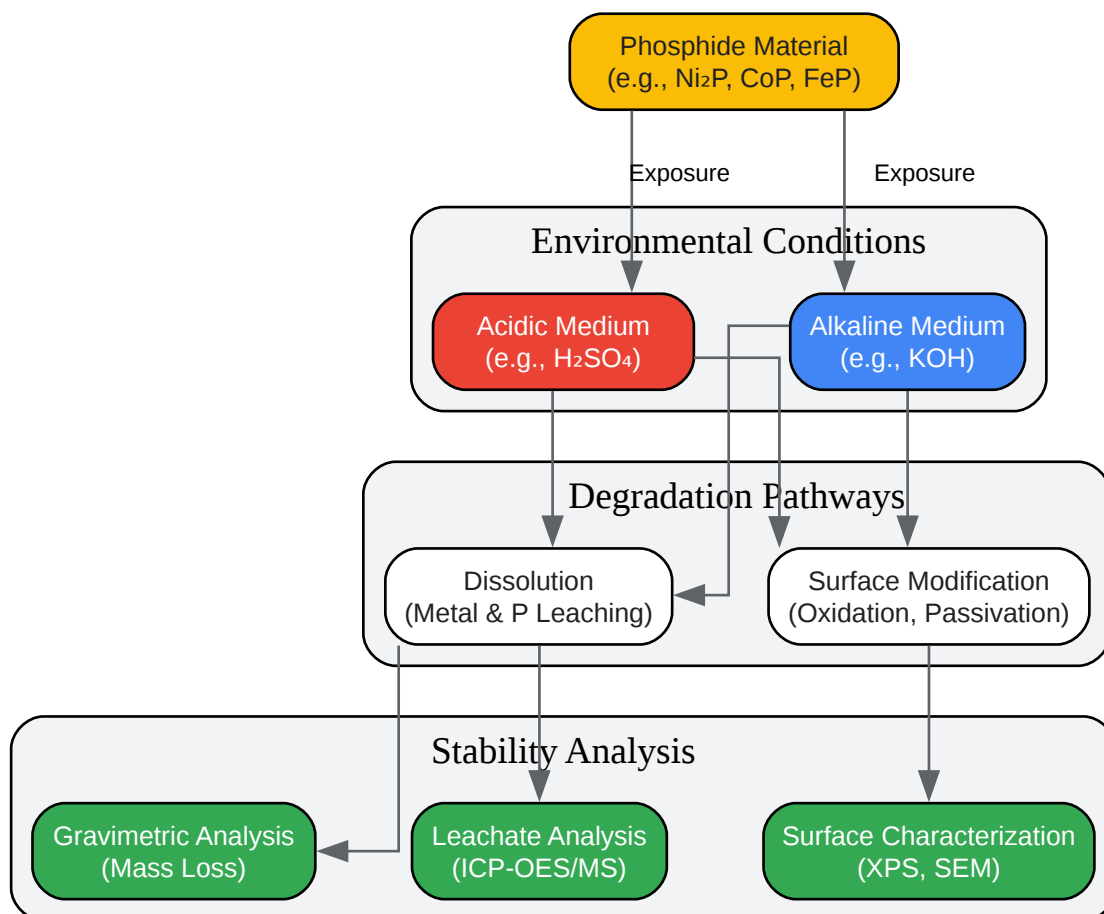 Phosphide Material
(e.g., Ni₂P, CoP, FeP)
Exposure
Exposure
Environmental Conditions
Acidic Medium
(e.g., H₂SO₄)
Alkaline Medium
(e.g., KOH)
Degradation Pathways
Dissolution
(Metal & P Leaching)
Surface Modification
(Oxidation, Passivation)
Stability Analysis
Gravimetric Analysis
(Mass Loss)
Leachate Analysis
(ICP-OES/MS)
Surface Characterization
(XPS, SEM)